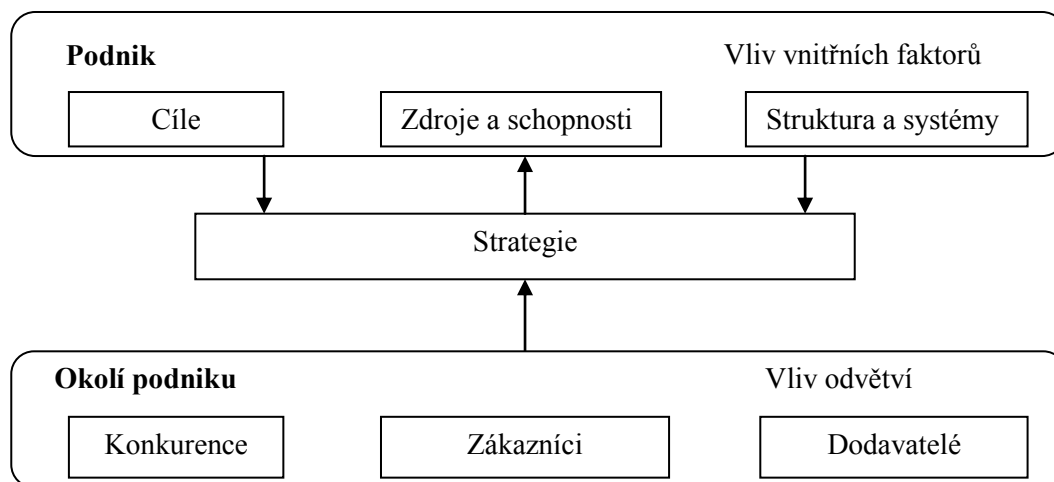 Podnik
Vliv vnitřních faktorů
Cíle
Zdroje a schopnosti
Struktura a systémy
Strategie
Okolí podniku
Vliv odvětví
Konkurence
Zákazníci
Dodavatelé